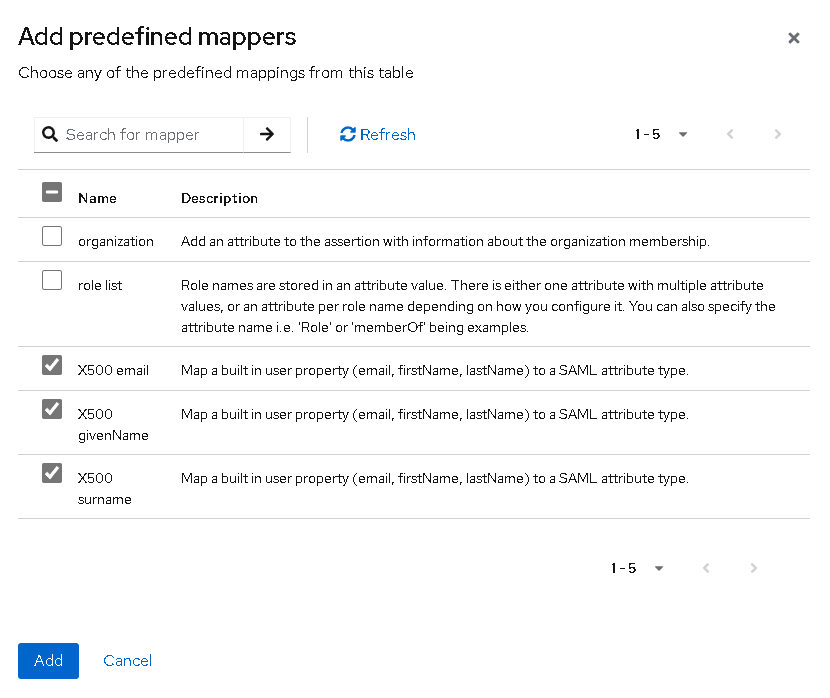 Add predefined mappers
Choose any of the predefined mappings from this table
Search for mapper
Refresh
1 - 5
Name Description
organization Add an attribute to the assertion with information about the organization membership.
role list Role names are stored in an attribute value. There is either one attribute with multiple attribute
values, or an attribute per role name depending on how you configure it. You can also specify the
attribute name i.e. 'Role' or 'memberOf' being examples.
X500 email Map a built in user property (email, firstName, lastName) to a SAML attribute type.
X500 Map a built in user property (email, firstName, lastName) to a SAML attribute type.
givenName
X500 Map a built in user property (email, firstName, lastName) to a SAML attribute type.
surname
1 - 5
Add Cancel